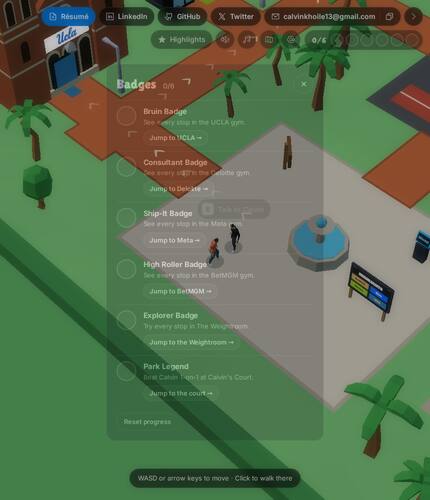 Résumé
LinkedIn
GitHub
Twitter
calvinkhoile13@gmail.com
Highlights
0/6
Ucla
Badges 0/6
Bruin Badge
See every stop in the UCLA gym.
Jump to UCLA →
Consultant Badge
See every stop in the Deloitte gym.
Jump to Deloitte →
Ship-It Badge
See every stop in the Meta gym.
Jump to Meta →
High Roller Badge
See every stop in the BetMGM gym.
Jump to BetMGM →
Explorer Badge
Try every stop in The Weightroom.
Jump to the Weightroom →
Park Legend
Beat Calvin 1-on-1 at Calvin's Court.
Jump to the court →
Reset progress
WASD or arrow keys to move · Click to walk there